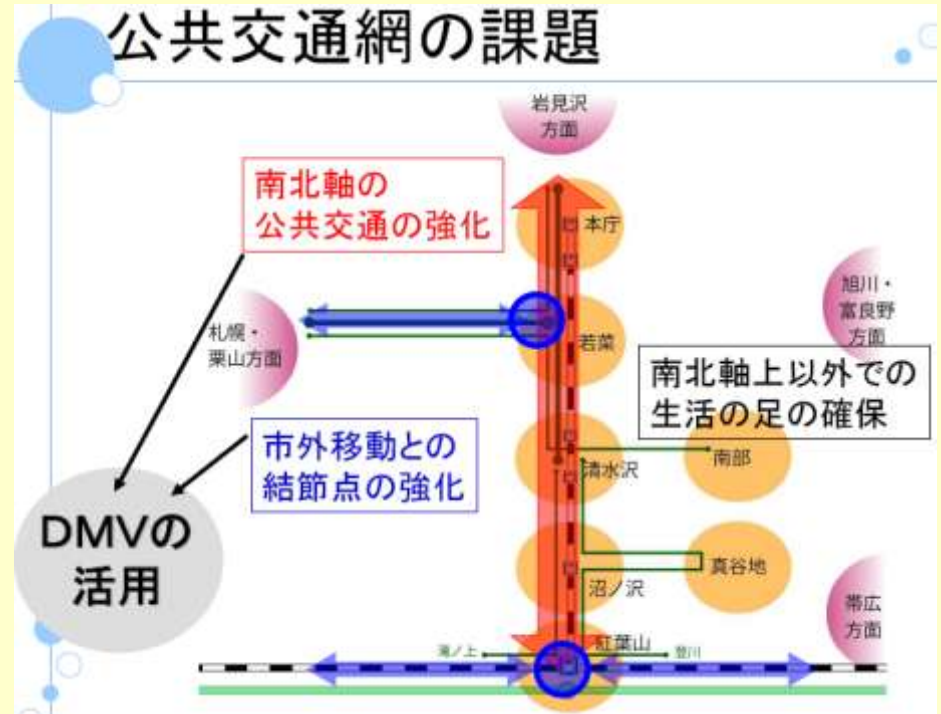 公共交通網の課題
岩見沢
方面
南北軸の
公共交通の強化
本庁
旭川・
富良野
方面
札幌・
栗山方面
若菜
南北軸上以外での
生活の足の確保
市外移動との
結節点の強化
清水沢
南部
DMVの
活用
沼ノ沢
真谷地
帯広
方面
滝ノ上
紅葉山
登川